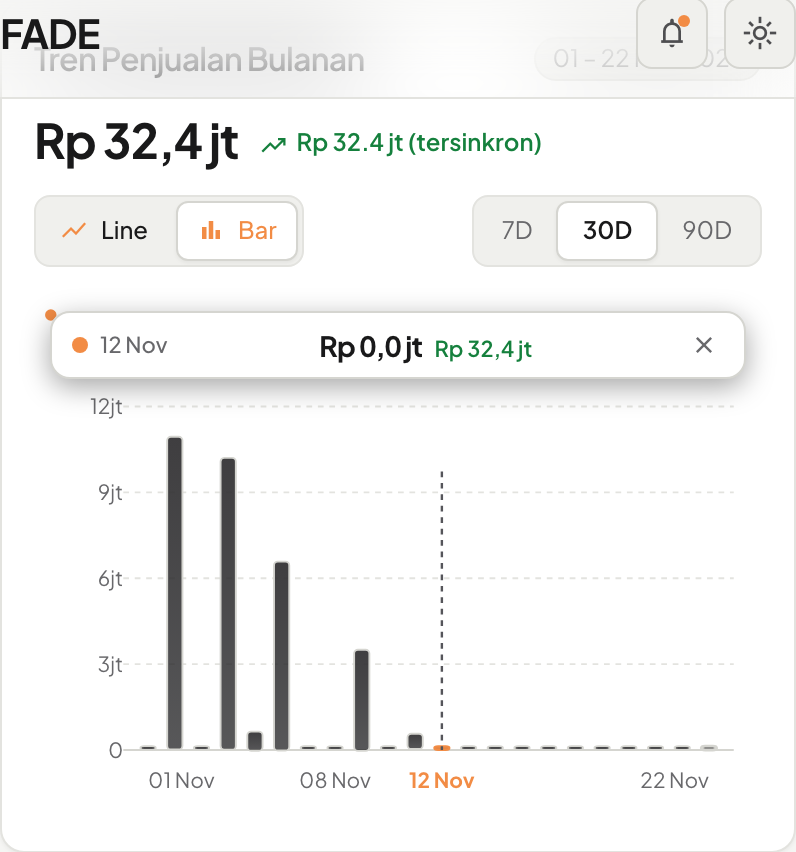 FADE
Tren Penjualan Bulanan
01 – 22
Rp 32,4 jt Rp 32.4 jt (tersinkron)
Line Bar 7D 30D 90D
12 Nov Rp 0,0 jt Rp 32,4 jt
12jt
9jt
6jt
3jt
0
01 Nov 08 Nov 12 Nov 22 Nov